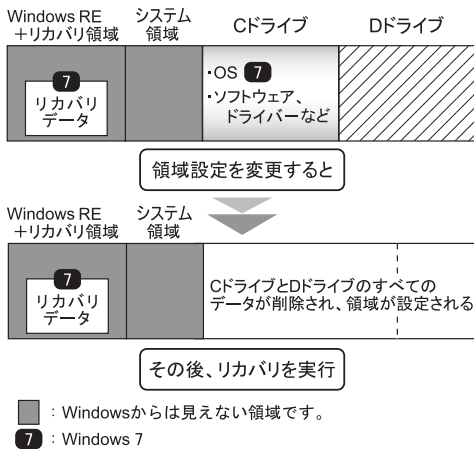 Windows RE
+リカバリ領域
システム
領域
Cドライブ
Dドライブ
7
リカバリ
データ
・OS 7
・ソフトウェア、
ドライバーなど
領域設定を変更すると
Windows RE
+リカバリ領域
システム
領域
7
リカバリ
データ
CドライブとDドライブのすべての
データが削除され、領域が設定される
その後、リカバリを実行
:Windowsからは見えない領域です。
7 :Windows 7